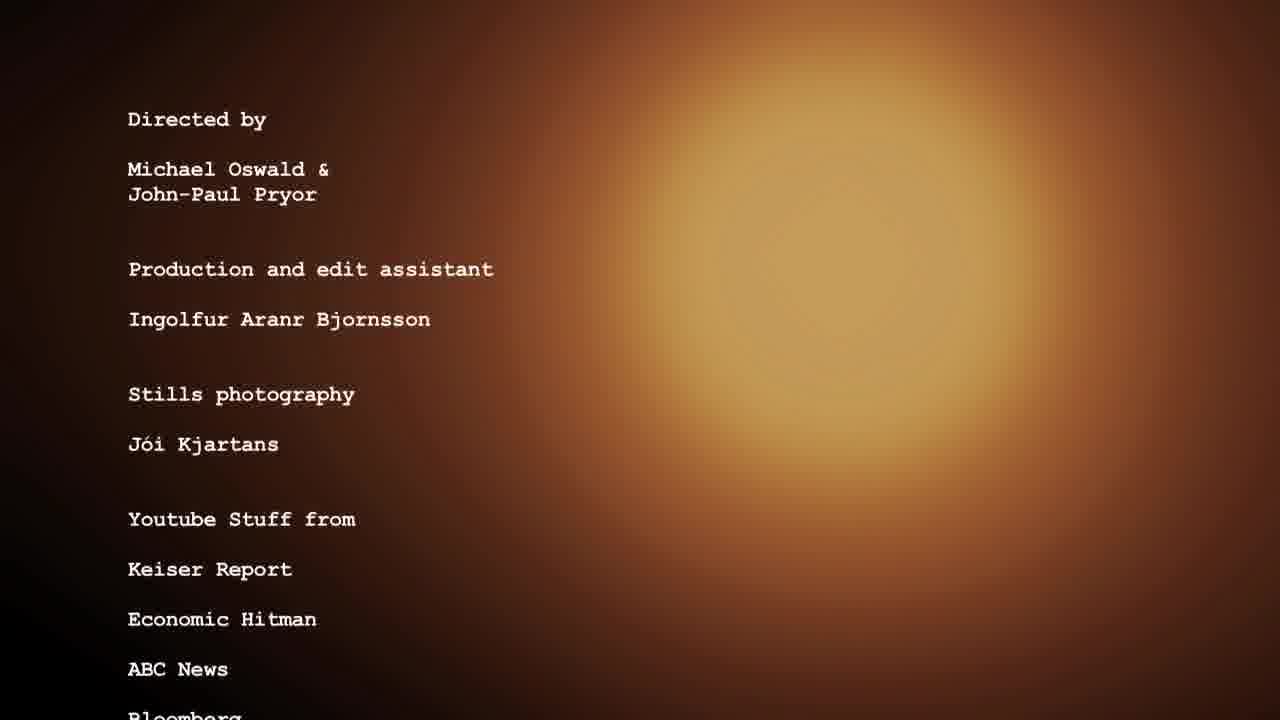 Directed by
Michael Oswald &
John-Paul Pryor
Production and edit assistant
Ingolfur Aranr Bjornsson
Stills photography
Jói Kjartans
Youtube Stuff from
Keiser Report
Economic Hitman
ABC News
Bloomberg